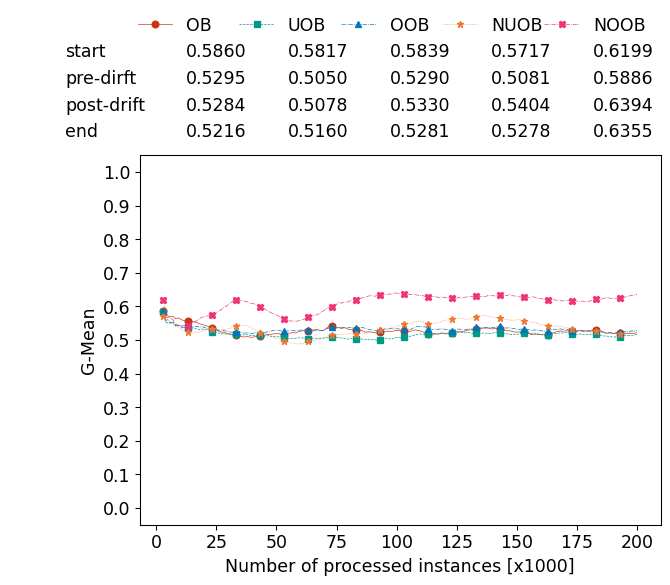 OB UOB OOB NUOB NOOB
start 0.5860 0.5817 0.5839 0.5717 0.6199
pre-dirft 0.5295 0.5050 0.5290 0.5081 0.5886
post-drift 0.5284 0.5078 0.5330 0.5404 0.6394
end 0.5216 0.5160 0.5281 0.5278 0.6355
1.0
0.9
0.8
0.7
0.6
0.5
0.4
0.3
0.2
0.1
0.0
G-Mean
0 25 50 75 100 125 150 175 200
Number of processed instances [x1000]